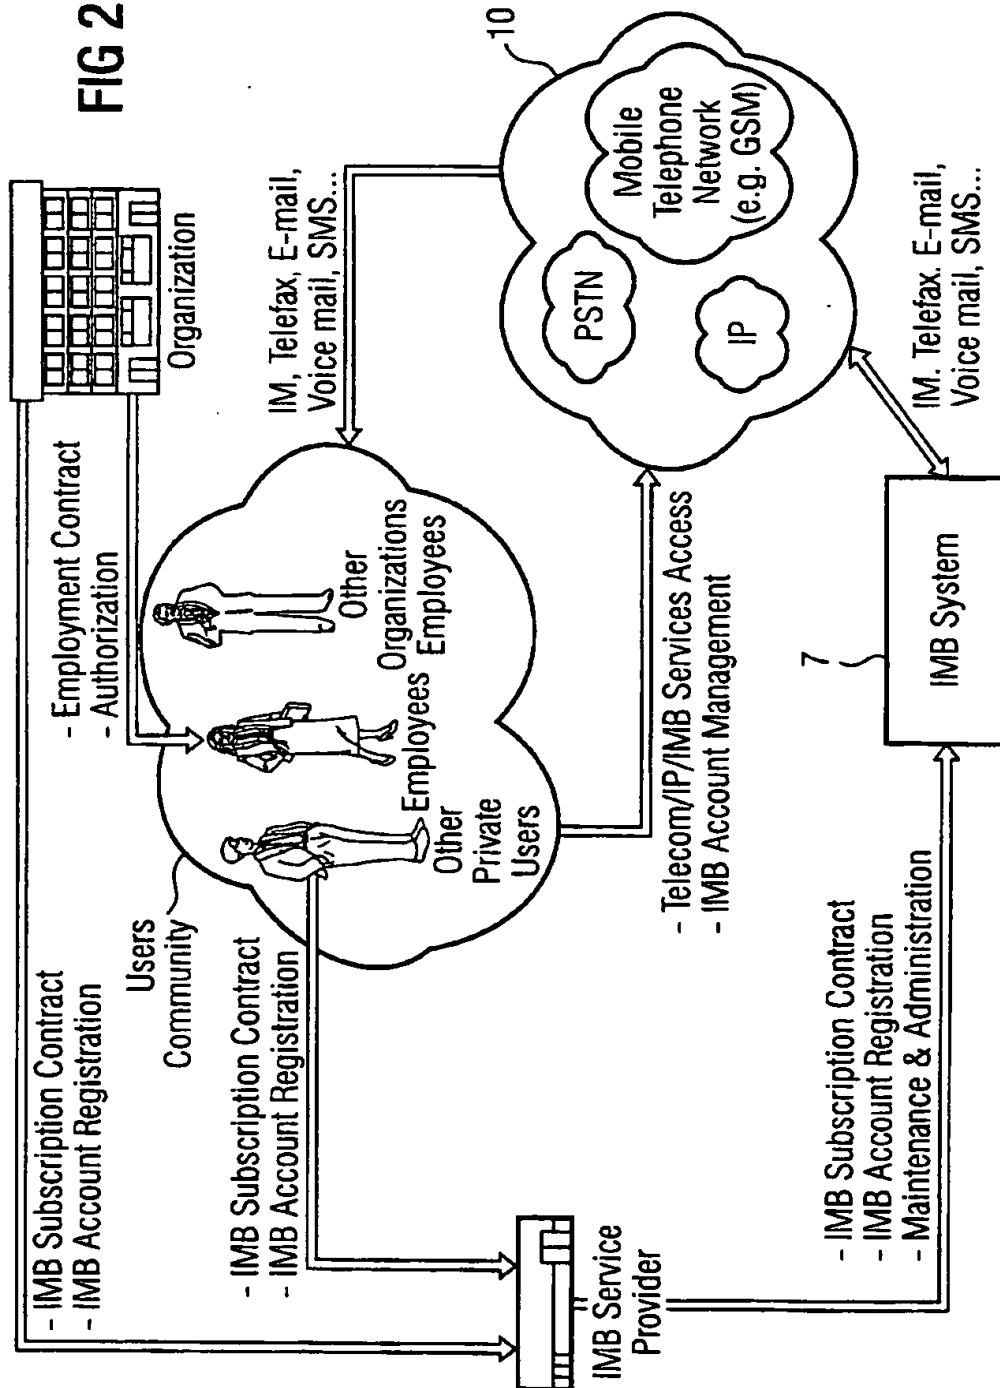 FIG 2
- IMB Subscription Contract
- IMB Account Registration
Organization
- Employment Contract
- Authorization
Users
Community
- IMB Subscription Contract
- IMB Account Registration
Other
Private
Users
Employees
Other
Organizations
Employees
IM, Telefax, E-mail,
Voice mail, SMS...
10
Mobile
Telephone
Network
(e.g. GSM)
PSTN
IP
- Telecom/IP/IMB Services Access
- IMB Account Management
IMB Service
Provider
- IMB Subscription Contract
- IMB Account Registration
- Maintenance & Administration
7
IMB System
IM. Telefax. E-mail,
Voice mail, SMS...